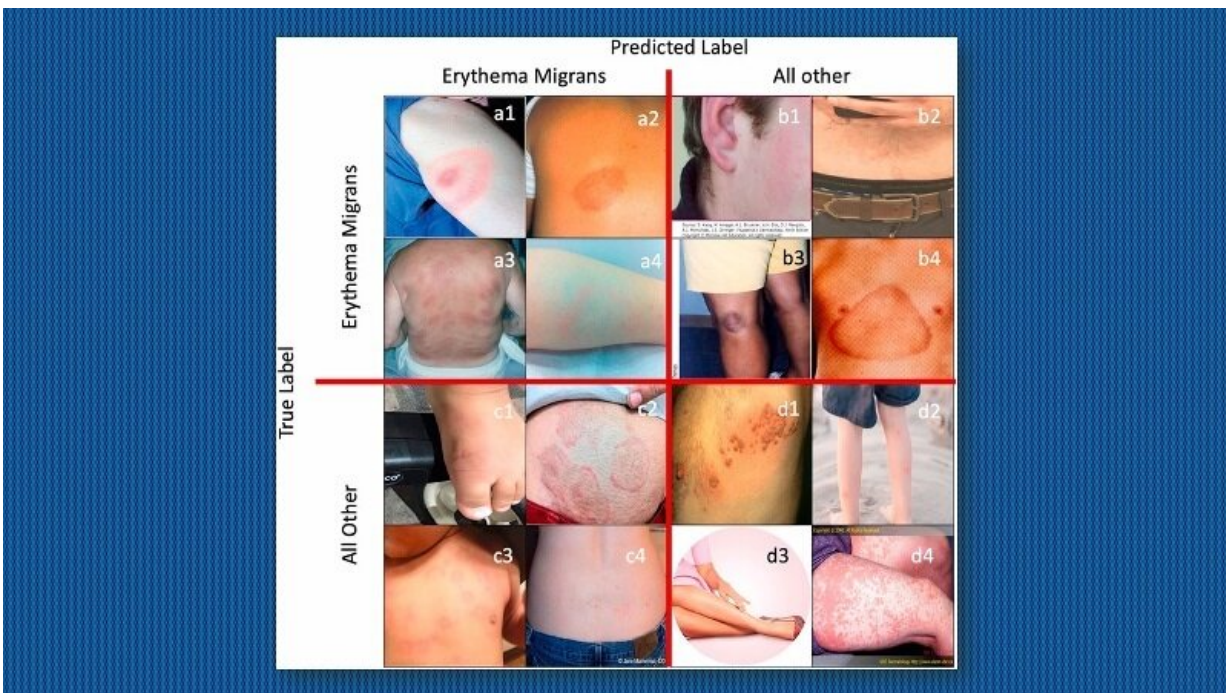 Predicted Label
Erythema Migrans
All other
True Label
Erythema Migrans
All Other
a1
a2
b1
b2
a3
a4
b3
b4
c1
c2
d1
d2
c3
c4
d3
d4